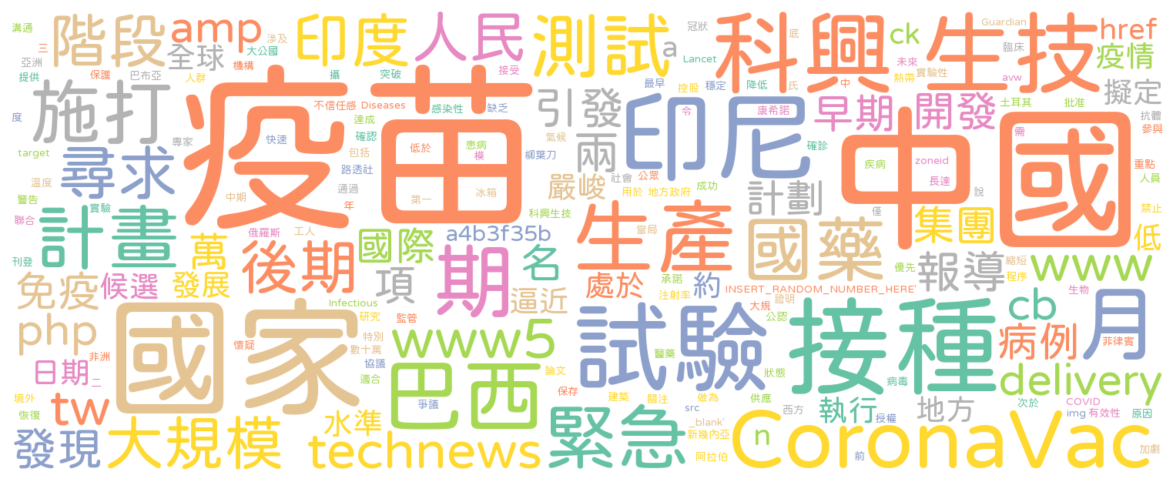 溝通
三
階段
amp
涉及
印度
人民
測試
冠狀
a
底
科興
生技
ck
Guardian
臨床
href
疫情
亞洲
提供
保護
巴布亞
全球
大公國
機構
人群
攝
突破
接受
最早
Lancet
控股
穩定
降低
氏
中
未來
熱帶
實驗性
avw
擬定
度
施打
不信任感
Diseases
達成
感染性
缺乏
引發
印尼
令
康希諾
早期
開發
土耳其
批准
抗體
參與
target
專家
快速
確認
包括
路透社
低於
患病
模
榔葉刀
氣候
兩
確診
疾病
需
zoneid
長達
重點
人員
溫度
警告
尋求
疫苗
中期
通過
年
第一
冰箱
嚴峻
社會
公眾
用於
地方政府
成功
計劃
中國
說
僅
禁止
聯合
實驗
計畫
萬
俄羅斯
工人
國際
a4b3f35b
科興生技
生產
當局
國藥
集團
低
刊登
後期
期
名
優先
縮短
程序
免疫
候選
發展
項
逼近
處於
承諾
注射率
約
INSERT_RANDOM_NUMBER_HERE
證明
報導
www
生物
php
國家
Infectious
研究
監管
大規
公認
cb
病例
月
菲律賓
非洲
懷疑
特別
數十萬
www5
試驗
醫藥
狀態
接種
病毒
日期
二
協議
適合
巴西
論文
保存
建築
關注
做為
供應
delivery
境外
恢復
tw
爭議
水準
src
_blank
西方
執行
授權
地方
次於
COVID
img
有效性
原因
發現
大規模
technews
緊急
新幾內亞
阿拉伯
n
前
CoronaVac
加劇